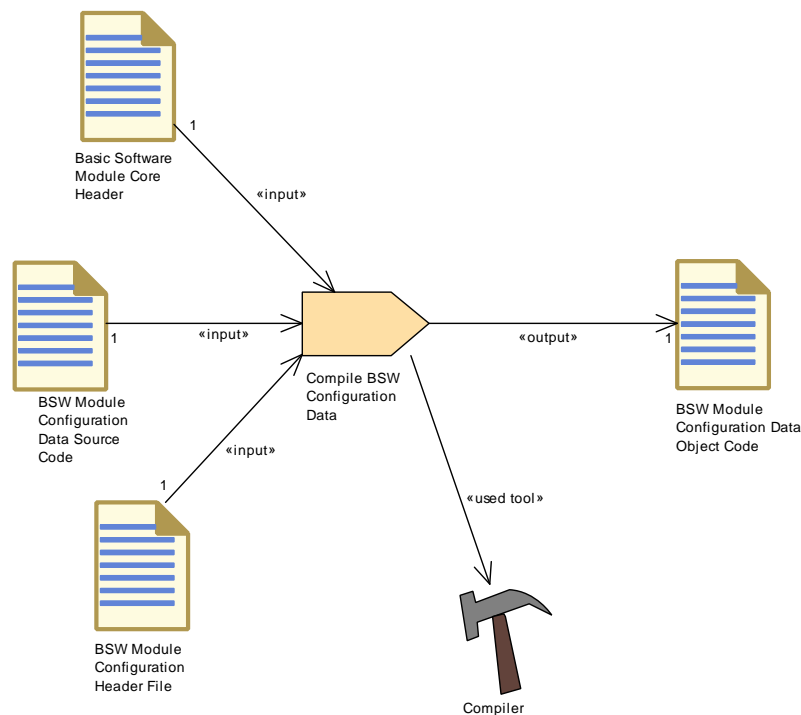 1
Basic Software
Module Core
Header
«input»
1
«input»
BSW Module
Configuration
Data Source
Code
Compile BSW
Configuration
Data
«output»
1
BSW Module
Configuration Data
Object Code
«input»
1
«used tool»
BSW Module
Configuration
Header File
Compiler